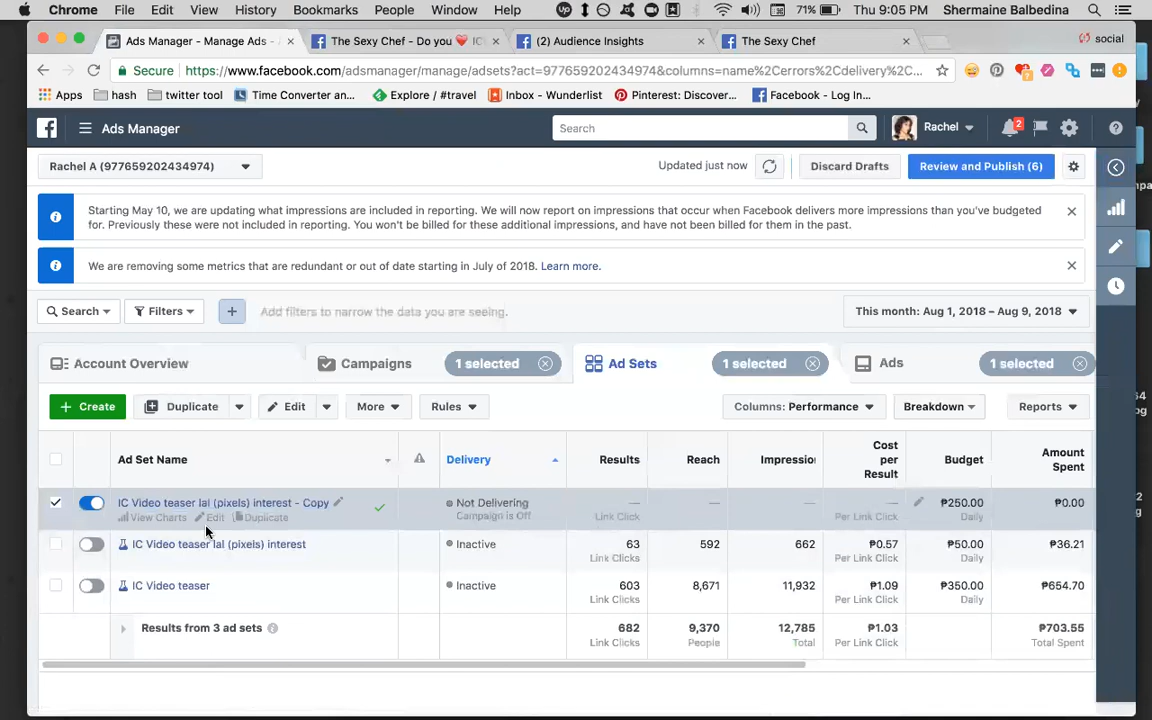 Chrome File Edit View History Bookmarks People Window Help 71% Thu 9:05 PM Shermaine Balbedina
Ads Manager - Manage Ads - The Sexy Chef - Do you ❤ IC (2) Audience Insights The Sexy Chef social
Secure https://www.facebook.com/adsmanager/manage/adsets?act=977659202434974&columns=name%2Cerrors%2Cdelivery%2C...
Apps hash twitter tool Time Converter an... Explore / #travel Inbox - Wunderlist Pinterest: Discover... Facebook - Log In...
Ads Manager Search Rachel 2
Rachel A (977659202434974) Updated just now Discard Drafts Review and Publish (6)
Starting May 10, we are updating what impressions are included in reporting. We will now report on impressions that occur when Facebook delivers more impressions than you've budgeted
for. Previously these were not included in reporting. You won't be billed for these additional impressions, and have not been billed for them in the past.
We are removing some metrics that are redundant or out of date starting in July of 2018. Learn more.
Search Filters + Add filters to narrow the data you are seeing. This month: Aug 1, 2018 – Aug 9, 2018
Account Overview Campaigns 1 selected Ad Sets 1 selected Ads 1 selected
+ Create Duplicate Edit More Rules Columns: Performance Breakdown Reports
Ad Set Name Delivery Results Reach Impressio Cost per Result Budget Amount Spent
IC Video teaser lal (pixels) interest - Copy Not Delivering — — — — ₱250.00 ₱0.00
View Charts Edit Duplicate Campaign is Off Link Click Per Link Click Daily
IC Video teaser lal (pixels) interest Inactive 63 592 662 ₱0.57 ₱50.00 ₱36.21
Link Clicks Per Link Click Daily
IC Video teaser Inactive 603 8,671 11,932 ₱1.09 ₱350.00 ₱654.70
Link Clicks Per Link Click Daily
Results from 3 ad sets 682 9,370 12,785 ₱1.03 ₱703.55
Link Clicks People Total Per Link Click Total Spent